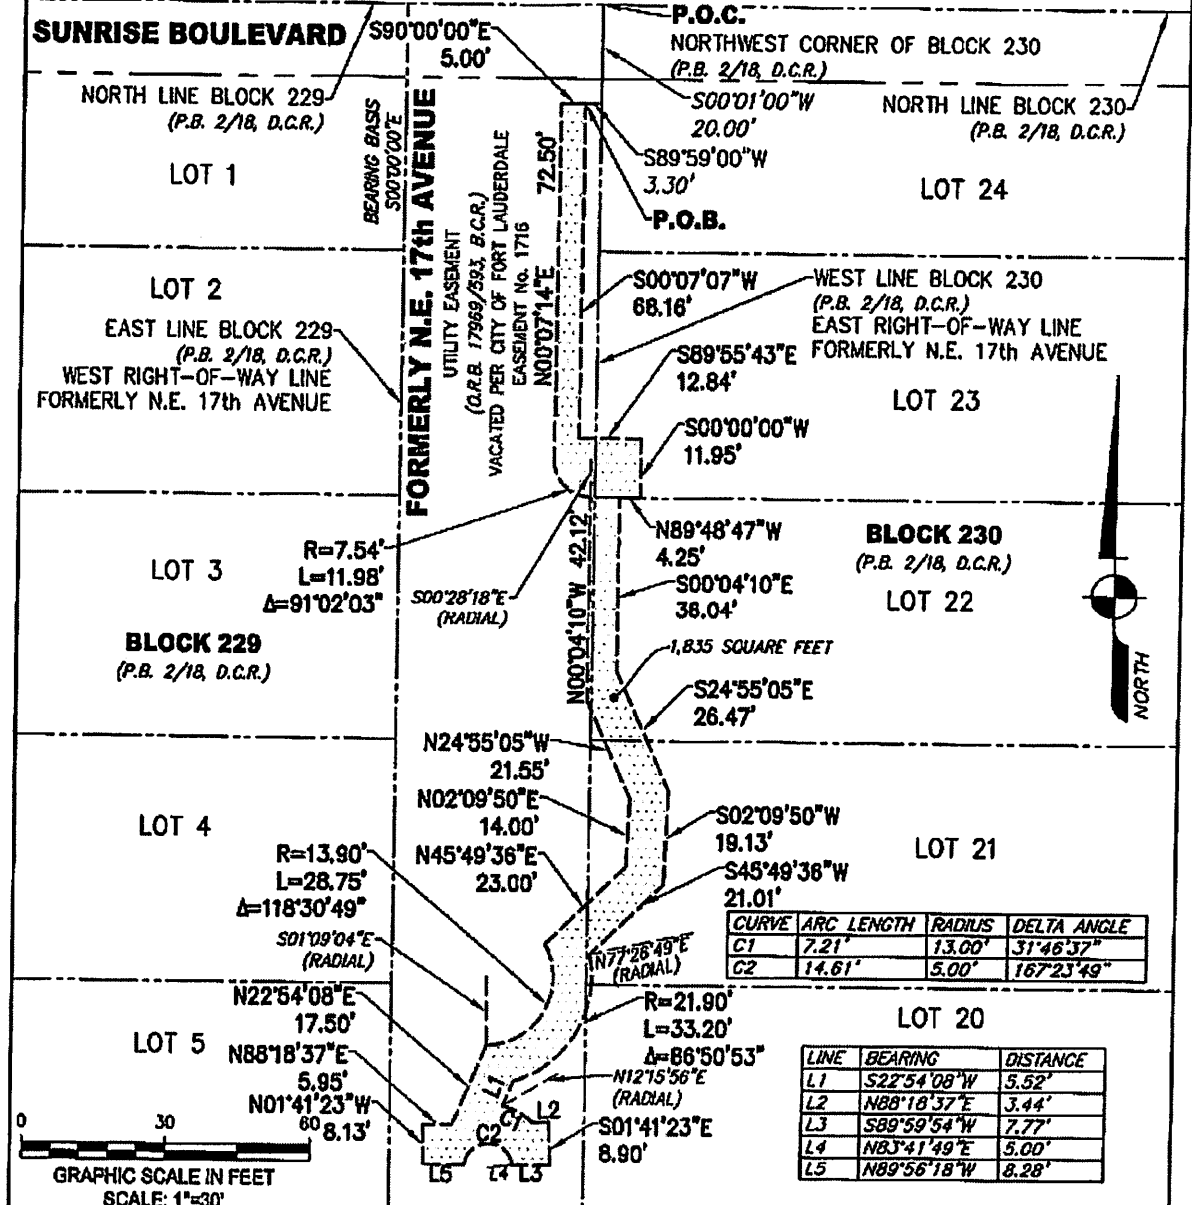 SUNRISE BOULEVARD
S90°00'00"E
5.00'
P.O.C.
NORTHWEST CORNER OF BLOCK 230
(P.B. 2/18, D.C.R.)
NORTH LINE BLOCK 229
(P.B. 2/18, D.C.R.)
S00°01'00"W
20.00'
NORTH LINE BLOCK 230
(P.B. 2/18, D.C.R.)
S89°59'00"W
3.30'
P.O.B.
LOT 1
LOT 24
BEARING BASIS
S00°00'00"E
FORMERLY N.E. 17th AVENUE
UTILITY EASEMENT
(O.R.B. 17969/593, B.C.R.)
VACATED PER CITY OF FORT LAUDERDALE
EASEMENT No. 1716
N00°07'14"E
72.50'
LOT 2
EAST LINE BLOCK 229
(P.B. 2/18, D.C.R.)
WEST RIGHT-OF-WAY LINE
FORMERLY N.E. 17th AVENUE
S00°07'07"W
68.16'
WEST LINE BLOCK 230
(P.B. 2/18, D.C.R.)
EAST RIGHT-OF-WAY LINE
FORMERLY N.E. 17th AVENUE
S89°55'43"E
12.84'
LOT 23
S00°00'00"W
11.95'
R=7.54'
L=11.98'
Δ=91°02'03"
LOT 3
S00°28'18"E
(RADIAL)
N00°04'10"W 42.12'
N89°48'47"W
4.25'
BLOCK 230
(P.B. 2/18, D.C.R.)
S00°04'10"E
38.04'
LOT 22
BLOCK 229
(P.B. 2/18, D.C.R.)
1,835 SQUARE FEET
NORTH
S24°55'05"E
26.47'
N24°55'05"W
21.55'
N02°09'50"E
14.00'
S02°09'50"W
19.13'
LOT 4
LOT 21
R=13.90'
L=28.75'
Δ=118°30'49"
N45°49'36"E
23.00'
S45°49'36"W
21.01'
S01°09'04"E
(RADIAL)
N77°26'49"E
(RADIAL)
CURVE ARC LENGTH RADIUS DELTA ANGLE
C1 7.21' 13.00' 31°46'37"
C2 14.61' 5.00' 167°23'49"
N22°54'08"E
17.50'
R=21.90'
L=33.20'
Δ=86°50'53"
LOT 20
LOT 5
N88°18'37"E
5.95'
N12°15'56"E
(RADIAL)
N01°41'23"W
8.13'
L1
C1
L2
C2
S01°41'23"E
8.90'
L5
L4
L3
LINE BEARING DISTANCE
L1 S22°54'08"W 5.52'
L2 N88°18'37"E 3.44'
L3 S89°59'54"W 7.77'
L4 N83°41'49"E 5.00'
L5 N89°56'18"W 8.28'
0 30 60
GRAPHIC SCALE IN FEET
SCALE: 1"=30'